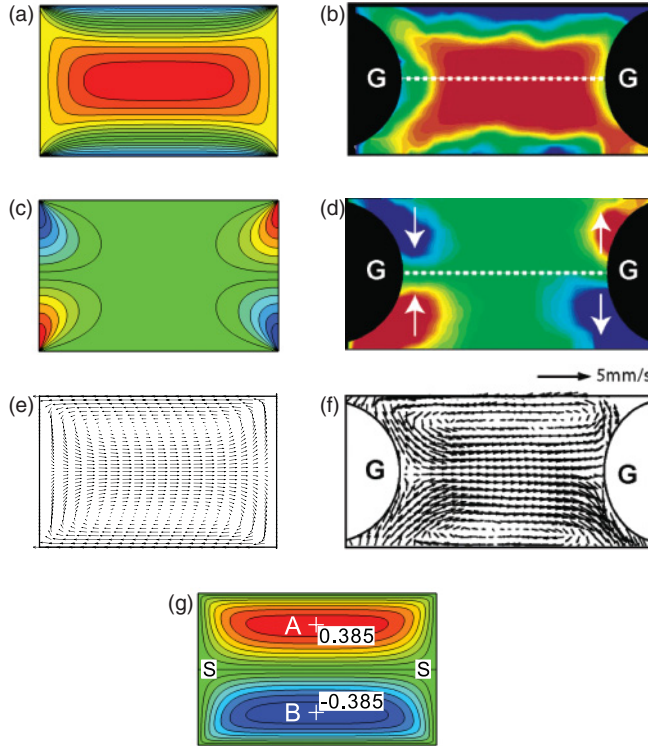 (a)
(b)
G G
(c)
(d)
G G
5mm/s
(e)
(f)
G G
(g)
A 0.385
S S
B -0.385